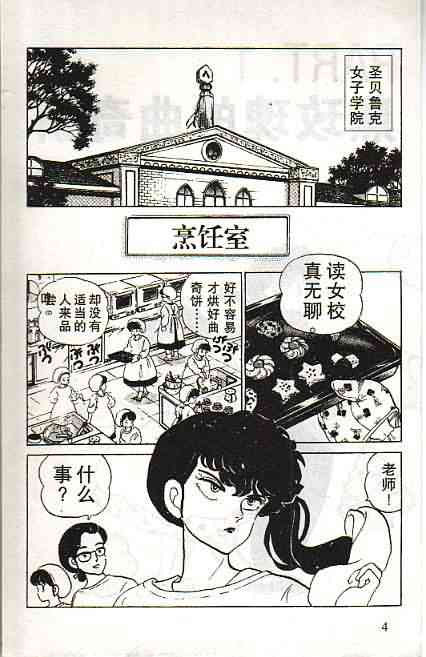 圣贝鲁克
女子学院
烹饪室
读女校
真无聊。
好不容易
才烘好曲
奇饼……
却没有
适当的
人来品
尝。
老师！
什么
事？
4